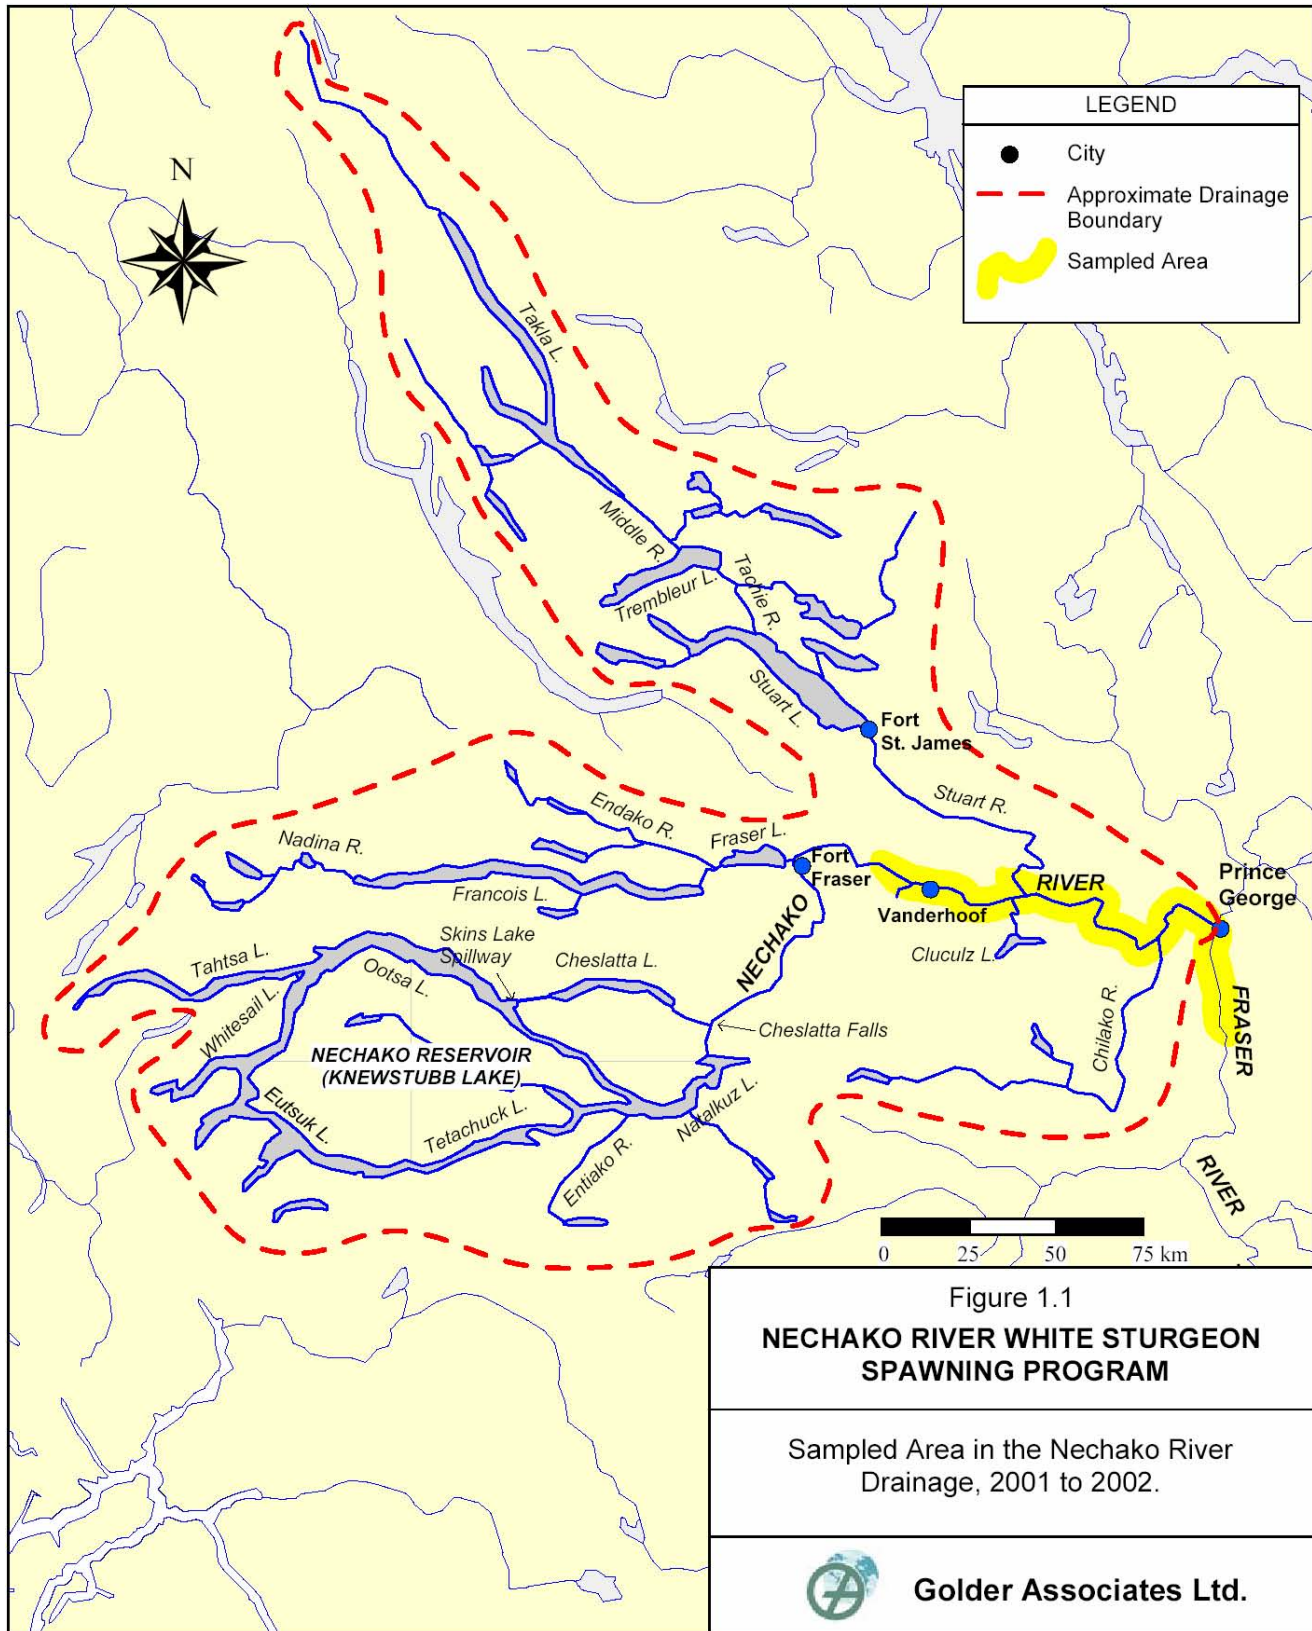 N
LEGEND
City
Approximate Drainage
Boundary
Sampled Area
Takla L.
Middle R.
Trembleur L.
Tachie R.
Stuart L.
Fort
St. James
Stuart R.
Endako R.
Nadina R.
Fraser L.
Fort
Fraser
Francois L.
Vanderhoof
RIVER
Prince
George
Cluculz L.
NECHAKO
Skins Lake
Spillway
Cheslatta L.
Tahtsa L.
Ootsa L.
Whitesail L.
Cheslatta Falls
Chilako R.
FRASER
NECHAKO RESERVOIR
(KNEWSTUBB LAKE)
Eutsuk L.
Tetachuck L.
Natalkuz L.
Entiako R.
RIVER
0 25 50 75 km
Figure 1.1
NECHAKO RIVER WHITE STURGEON
SPAWNING PROGRAM
Sampled Area in the Nechako River
Drainage, 2001 to 2002.
Golder Associates Ltd.